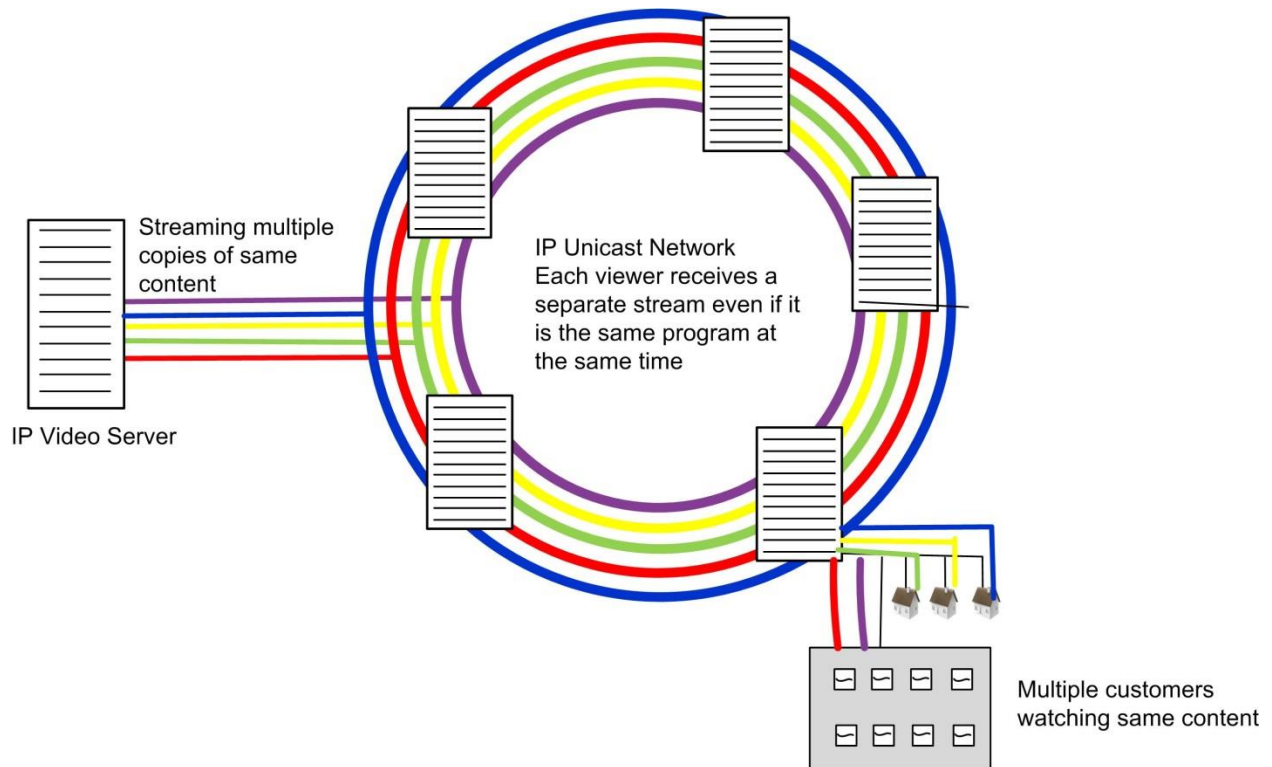 Streaming multiple
copies of same
content
IP Video Server
IP Unicast Network
Each viewer receives a
separate stream even if it
is the same program at
the same time
Multiple customers
watching same content